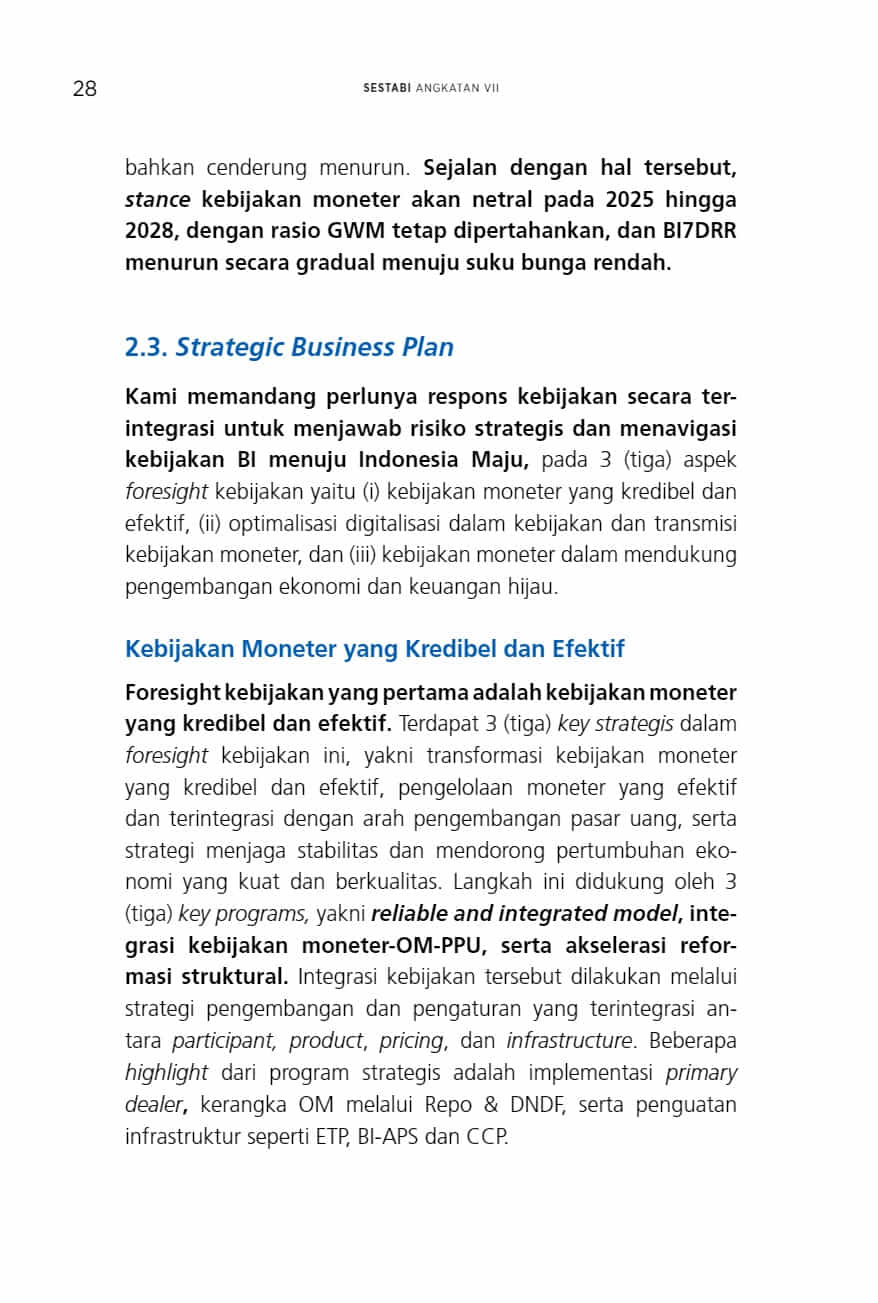 28
SESTABI ANGKATAN VII
bahkan cenderung menurun. Sejalan dengan hal tersebut,
stance kebijakan moneter akan netral pada 2025 hingga
2028, dengan rasio GWM tetap dipertahankan, dan BI7DRR
menurun secara gradual menuju suku bunga rendah.
2.3. Strategic Business Plan
Kami memandang perlunya respons kebijakan secara ter-
integrasi untuk menjawab risiko strategis dan menavigasi
kebijakan BI menuju Indonesia Maju, pada 3 (tiga) aspek
foresight kebijakan yaitu (i) kebijakan moneter yang kredibel dan
efektif, (ii) optimalisasi digitalisasi dalam kebijakan dan transmisi
kebijakan moneter, dan (iii) kebijakan moneter dalam mendukung
pengembangan ekonomi dan keuangan hijau.
Kebijakan Moneter yang Kredibel dan Efektif
Foresight kebijakan yang pertama adalah kebijakan moneter
yang kredibel dan efektif. Terdapat 3 (tiga) key strategis dalam
foresight kebijakan ini, yakni transformasi kebijakan moneter
yang kredibel dan efektif, pengelolaan moneter yang efektif
dan terintegrasi dengan arah pengembangan pasar uang, serta
strategi menjaga stabilitas dan mendorong pertumbuhan eko-
nomi yang kuat dan berkualitas. Langkah ini didukung oleh 3
(tiga) key programs, yakni reliable and integrated model, inte-
grasi kebijakan moneter-OM-PPU, serta akselerasi refor-
masi struktural. Integrasi kebijakan tersebut dilakukan melalui
strategi pengembangan dan pengaturan yang terintegrasi an-
tara participant, product, pricing, dan infrastructure. Beberapa
highlight dari program strategis adalah implementasi primary
dealer, kerangka OM melalui Repo & DNDF, serta penguatan
infrastruktur seperti ETP, BI-APS dan CCP.